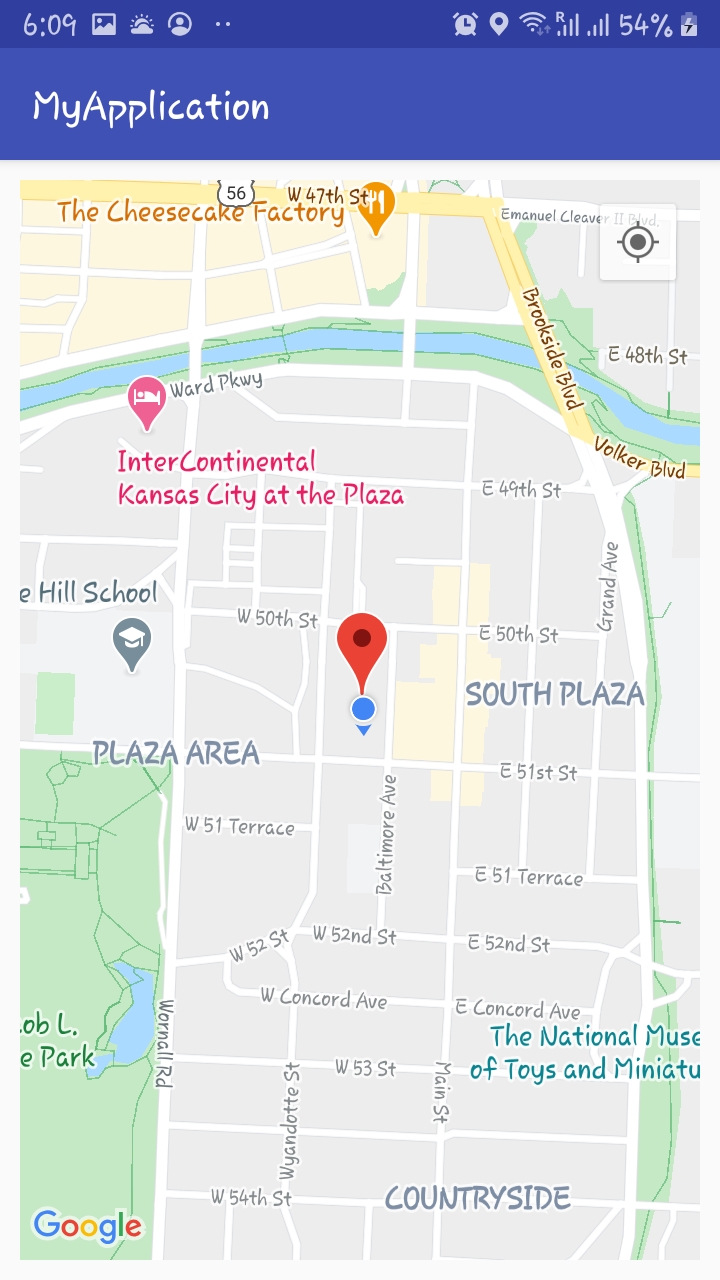 6:09
R
54%
MyApplication
56
W 47th St
The Cheesecake Factory
Emanuel Cleaver II Blvd.
Brookside Blvd
E 48th St
Ward Pkwy
Volker Blvd
InterContinental
Kansas City at the Plaza
E 49th St
Grand Ave
e Hill School
W 50th St
E 50th St
SOUTH PLAZA
PLAZA AREA
E 51st St
Baltimore Ave
W 51 Terrace
E 51 Terrace
W 52 St
W 52nd St
E 52nd St
W Concord Ave
E Concord Ave
Wornall Rd
ob L.
e Park
The National Muse
of Toys and Miniatu
W 53 St
Main St
Wyandotte St
W 54th St
COUNTRYSIDE
Google